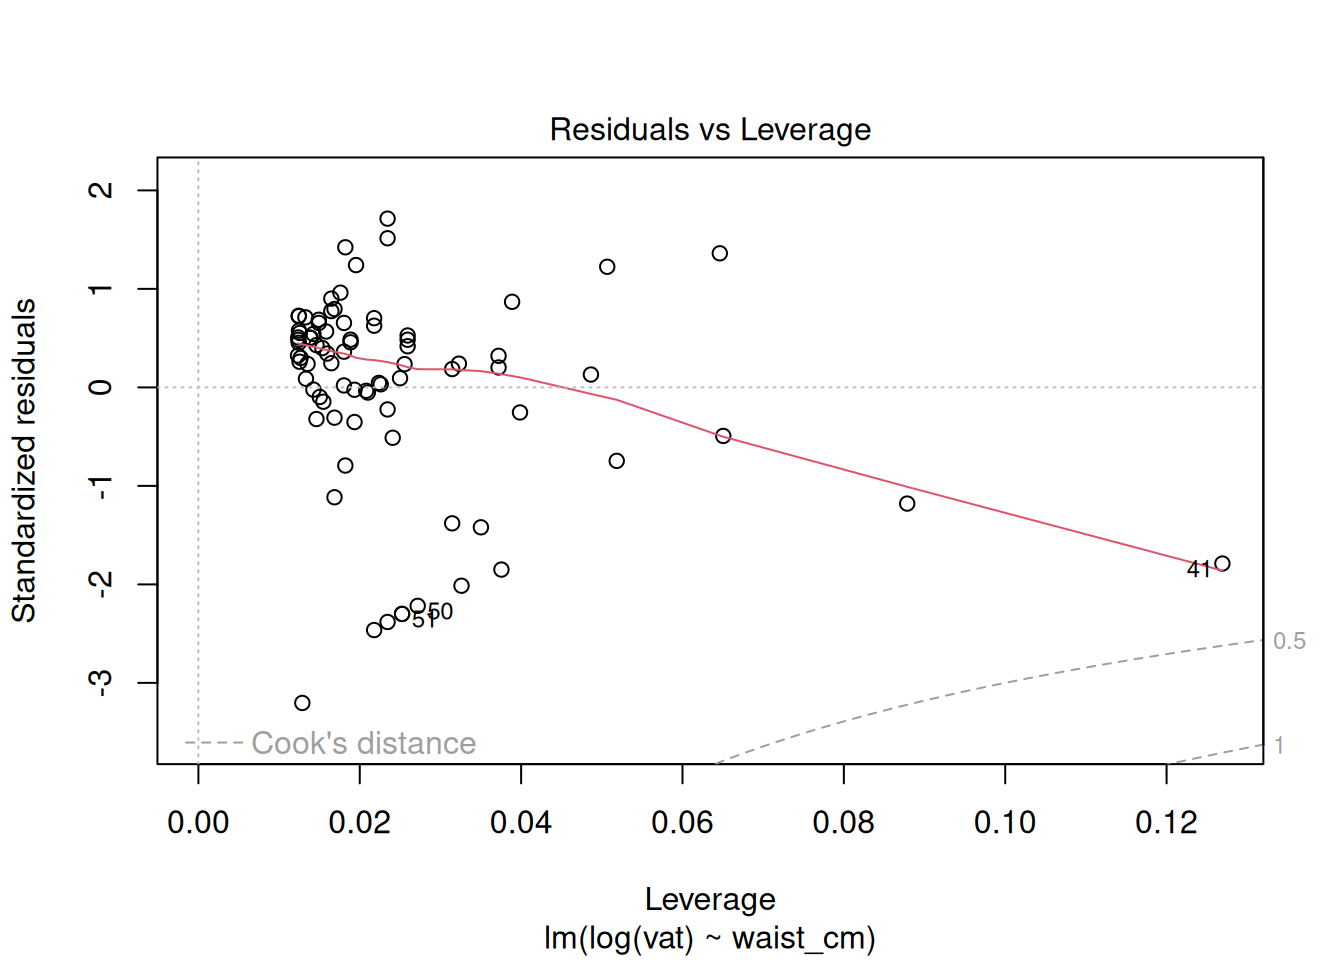 Residuals vs Leverage
Standardized residuals
2
1
0
-1
-2
-3
41
50
51
0.5
1
Cook's distance
0.00 0.02 0.04 0.06 0.08 0.10 0.12
Leverage
lm(log(vat) ~ waist_cm)